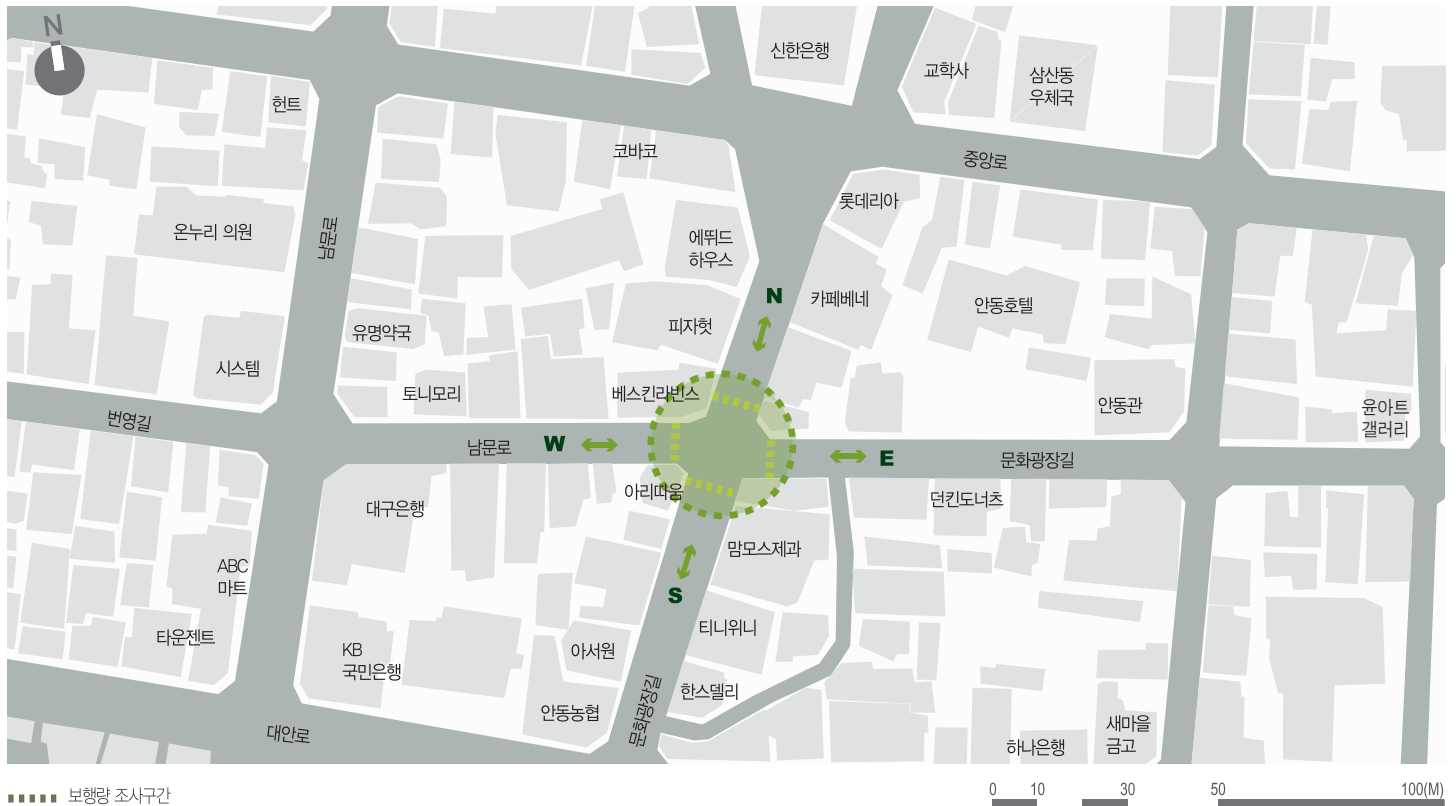 N
신한은행
교학사
삼산동
우체국
헌트
코바코
중앙로
롯데리아
온누리 의원
남문로
에뛰드
하우스
N
카페베네
안동호텔
피자헛
유명약국
시스템
토니모리
베스킨라빈스
안동관
윤아트
갤러리
번영길
남문로
W
E
문화광장길
아리따움
던킨도너츠
대구은행
맘모스제과
ABC
마트
S
티니위니
타운젠트
KB
국민은행
아서원
한스델리
안동농협
문화광장길
대안로
새마을
금고
하나은행
보행량 조사구간
0 10 30 50 100(M)